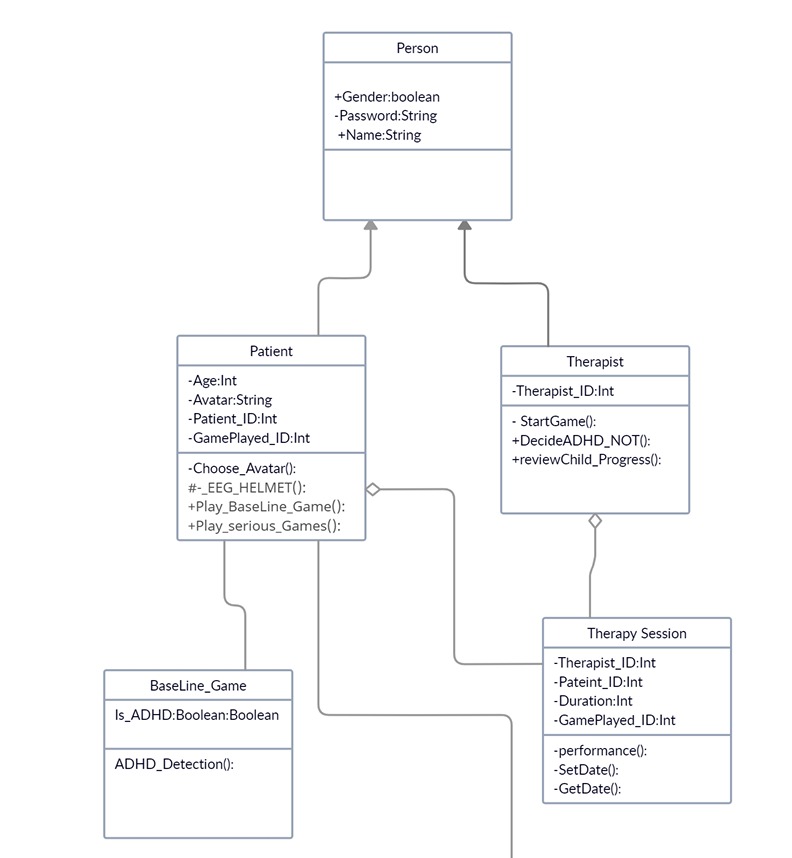 Person
+Gender:boolean
-Password:String
+Name:String
Patient
-Age:Int
-Avatar:String
-Patient_ID:Int
-GamePlayed_ID:Int
-Choose_Avatar():
#-_EEG_HELMET():
+Play_BaseLine_Game():
+Play_serious_Games():
Therapist
-Therapist_ID:Int
- StartGame():
+DecideADHD_NOT():
+reviewChild_Progress():
BaseLine_Game
Is_ADHD:Boolean:Boolean
ADHD_Detection():
Therapy Session
-Therapist_ID:Int
-Pateint_ID:Int
-Duration:Int
-GamePlayed_ID:Int
-performance():
-SetDate():
-GetDate():